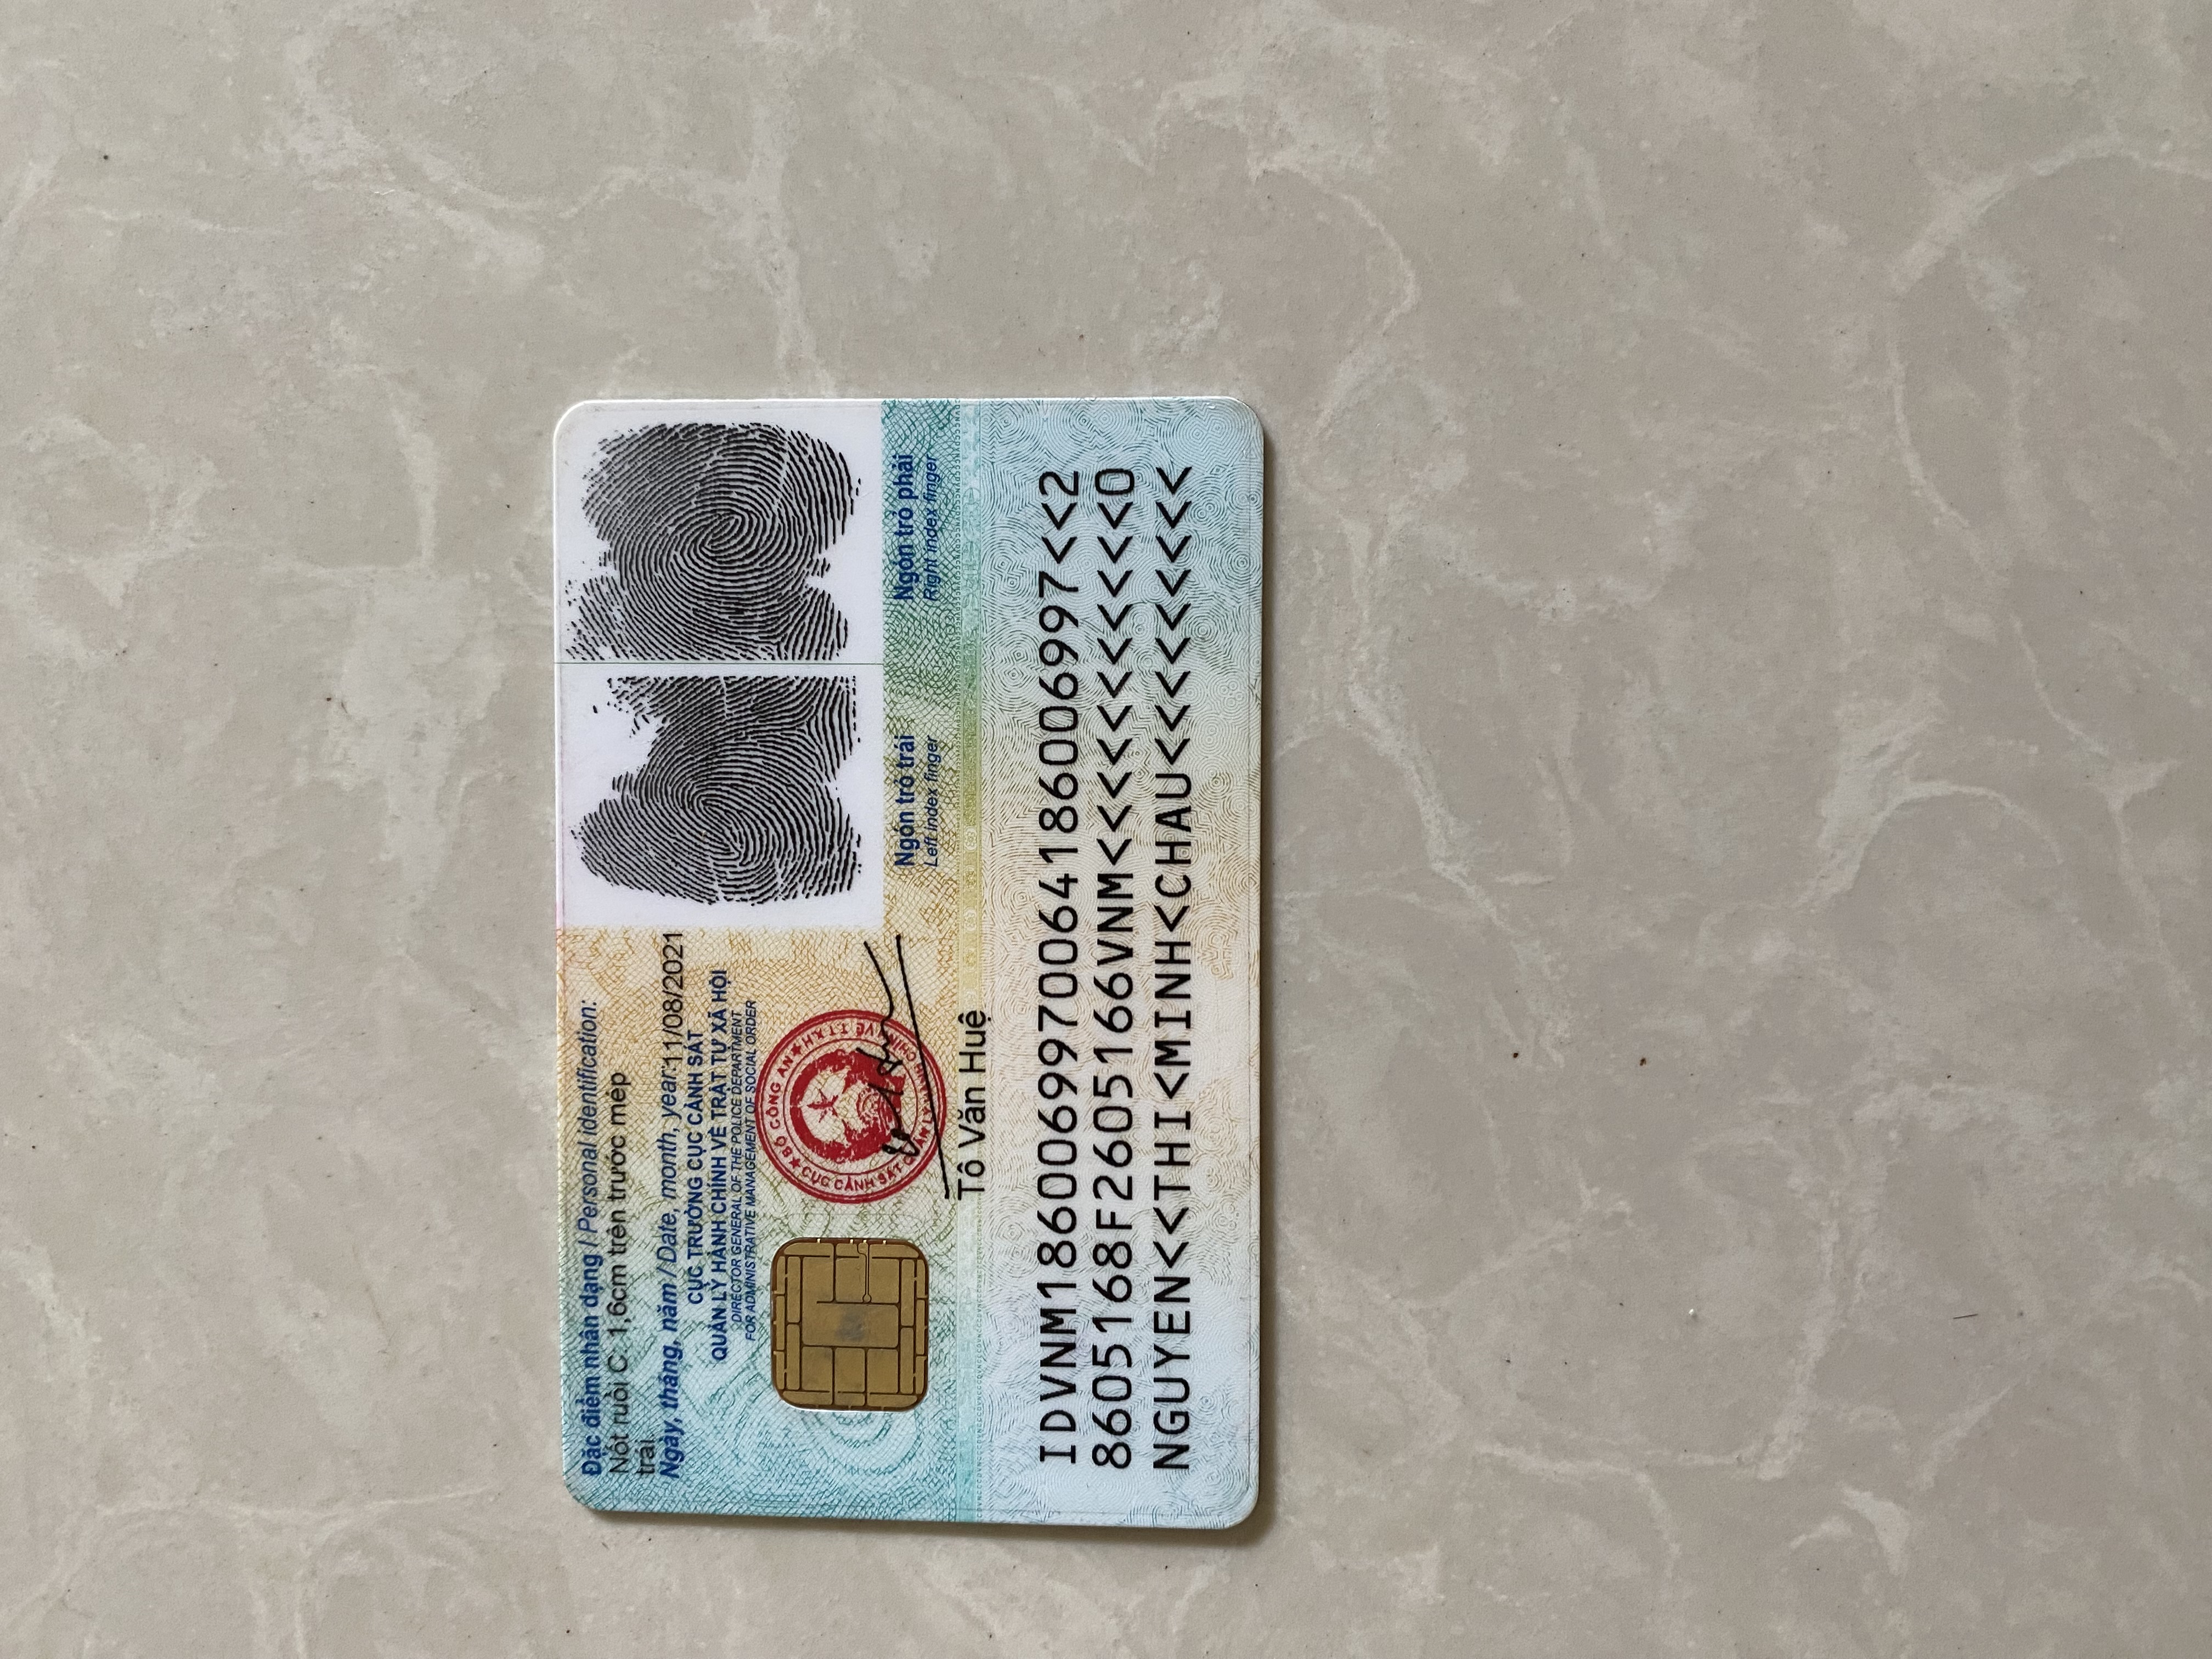 Đặc điểm nhân dạng / Personal identification:
Nốt ruồi C: 1,6cm trên trước mép
trái
Ngày, tháng, năm / Date, month, year: 11/08/2021
CỤC TRƯỞNG CỤC CẢNH SÁT
QUẢN LÝ HÀNH CHÍNH VỀ TRẬT TỰ XÃ HỘI
DIRECTOR GENERAL OF THE POLICE DEPARTMENT
FOR ADMINISTRATIVE MANAGEMENT OF SOCIAL ORDER
BỘ CÔNG AN
CỤC CẢNH SÁT QUẢN LÝ HÀNH CHÍNH VỀ TTXH
Tô Văn Huệ
Ngón trỏ trái
Left index finger
Ngón trỏ phải
Right index finger
IDVNM1860069970064186006997<<2
8605168F2605166VNM<<<<<<<<<<<0
NGUYEN<<THI<MINH<CHAU<<<<<<<<<